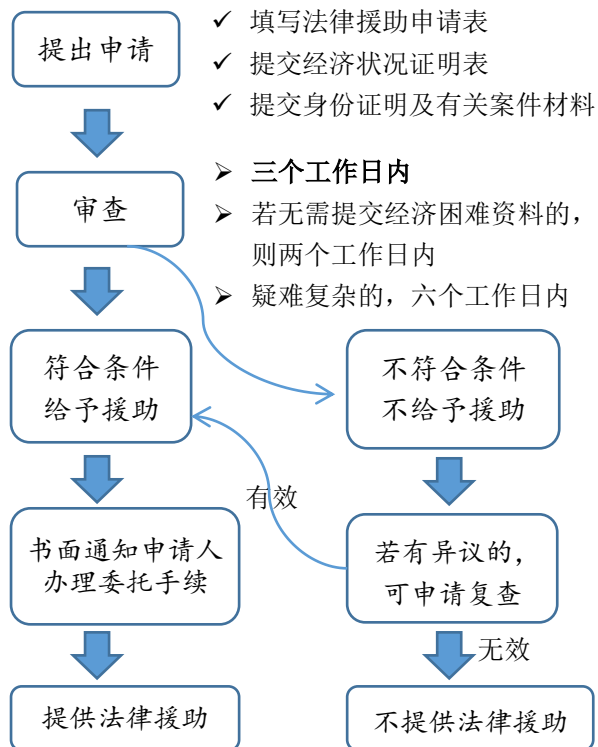 提出申请
✓ 填写法律援助申请表
✓ 提交经济状况证明表
✓ 提交身份证明及有关案件材料
审查
➢ 三个工作日内
➢ 若无需提交经济困难资料的，
则两个工作日内
➢ 疑难复杂的，六个工作日内
符合条件
给予援助
不符合条件
不给予援助
有效
书面通知申请人
办理委托手续
若有异议的，
可申请复查
无效
提供法律援助
不提供法律援助